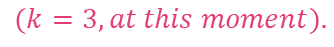 (k = 3, at this moment).